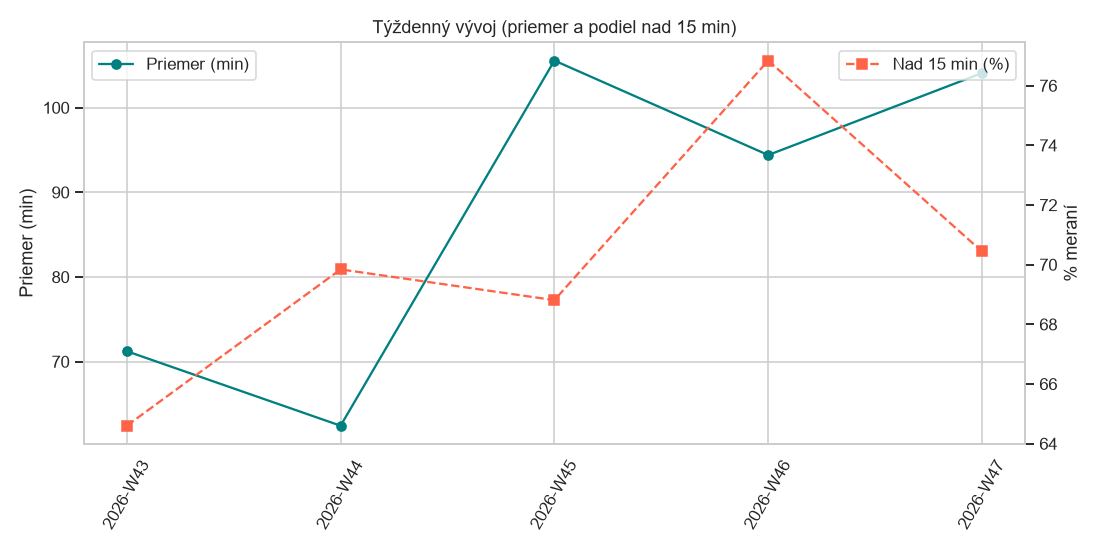 Týždenný vývoj (priemer a podiel nad 15 min)
Priemer (min)
Nad 15 min (%)
100
90
80
70
Priemer (min)
76
74
72
70
68
66
64
% meraní
2026-W43
2026-W44
2026-W45
2026-W46
2026-W47